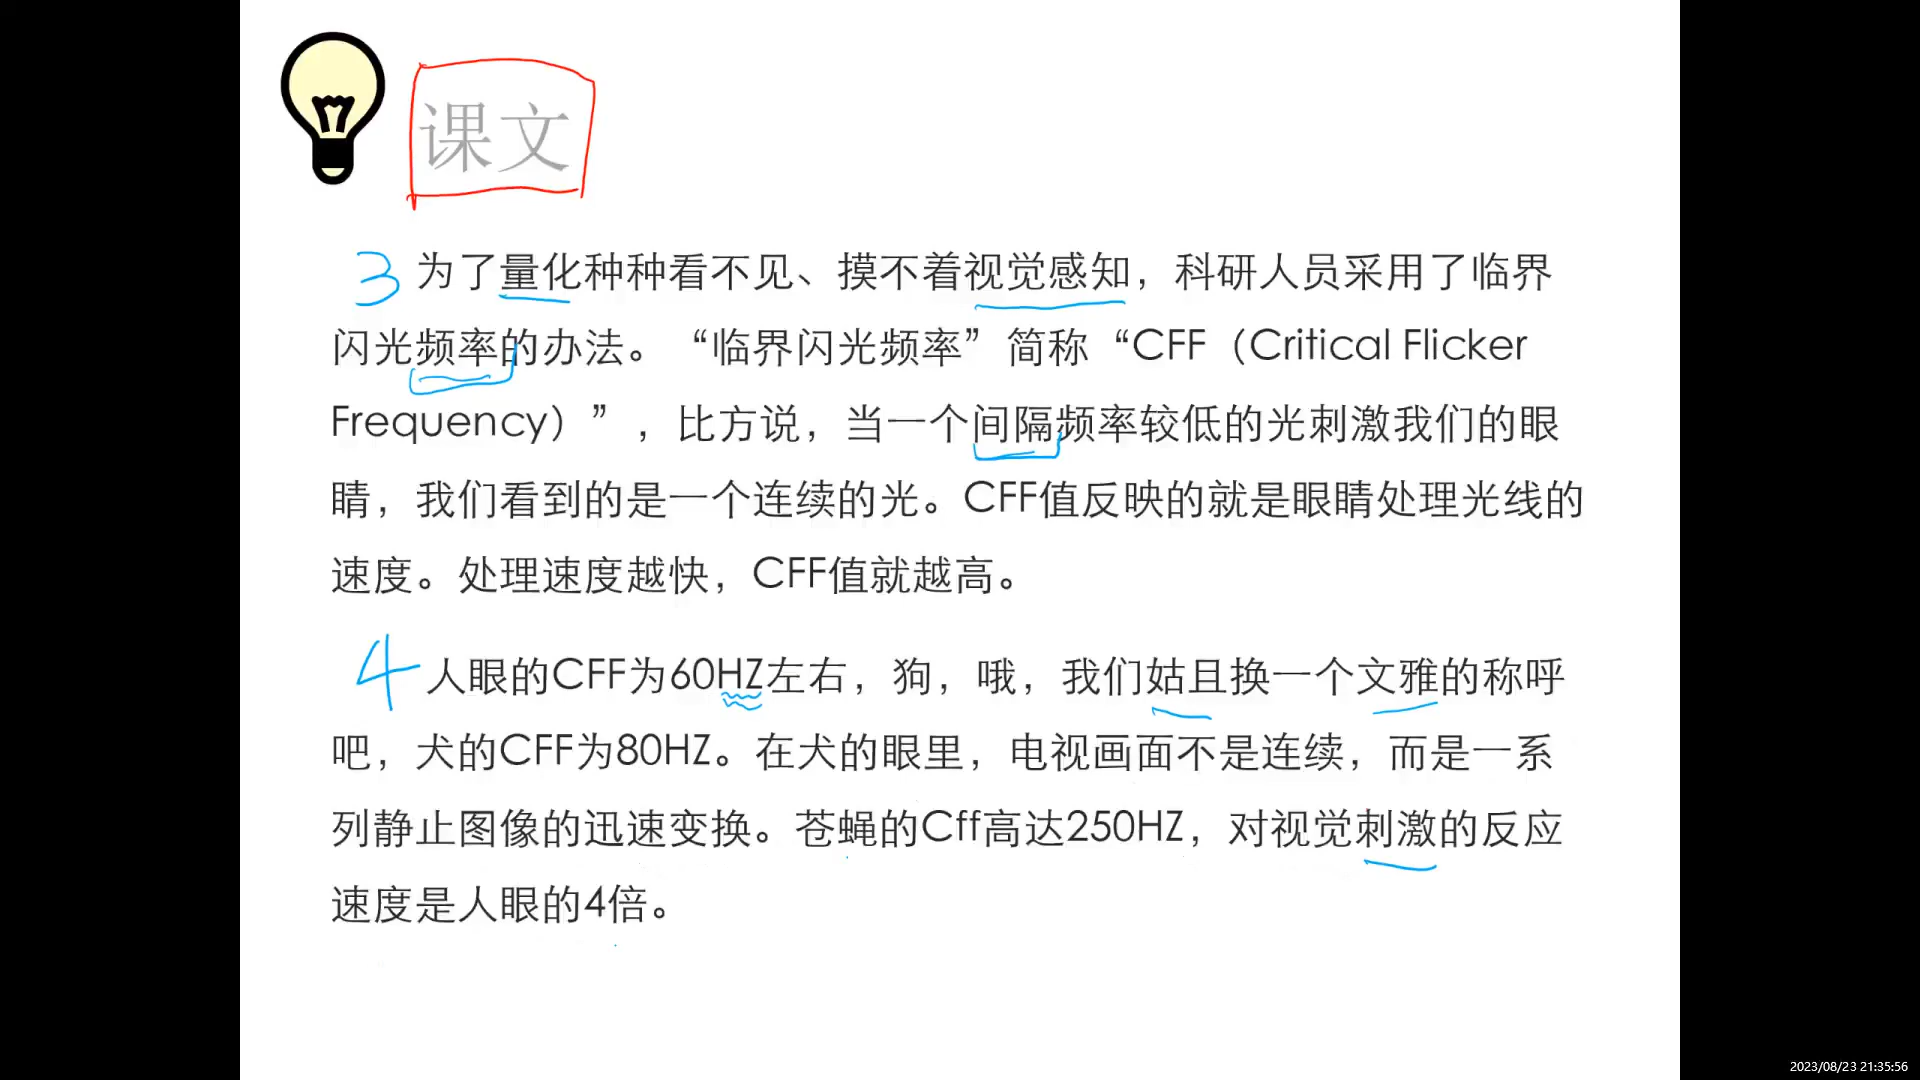 课文
3 为了量化种种看不见、摸不着视觉感知，科研人员采用了临界
闪光频率的办法。“临界闪光频率”简称“CFF（Critical Flicker
Frequency）”，比方说，当一个间隔频率较低的光刺激我们的眼
睛，我们看到的是一个连续的光。CFF值反映的就是眼睛处理光线的
速度。处理速度越快，CFF值就越高。
4 人眼的CFF为60HZ左右，狗，哦，我们姑且换一个文雅的称呼
吧，犬的CFF为80HZ。在犬的眼里，电视画面不是连续，而是一系
列静止图像的迅速变换。苍蝇的Cff高达250HZ，对视觉刺激的反应
速度是人眼的4倍。
2023/08/23 21:35:56